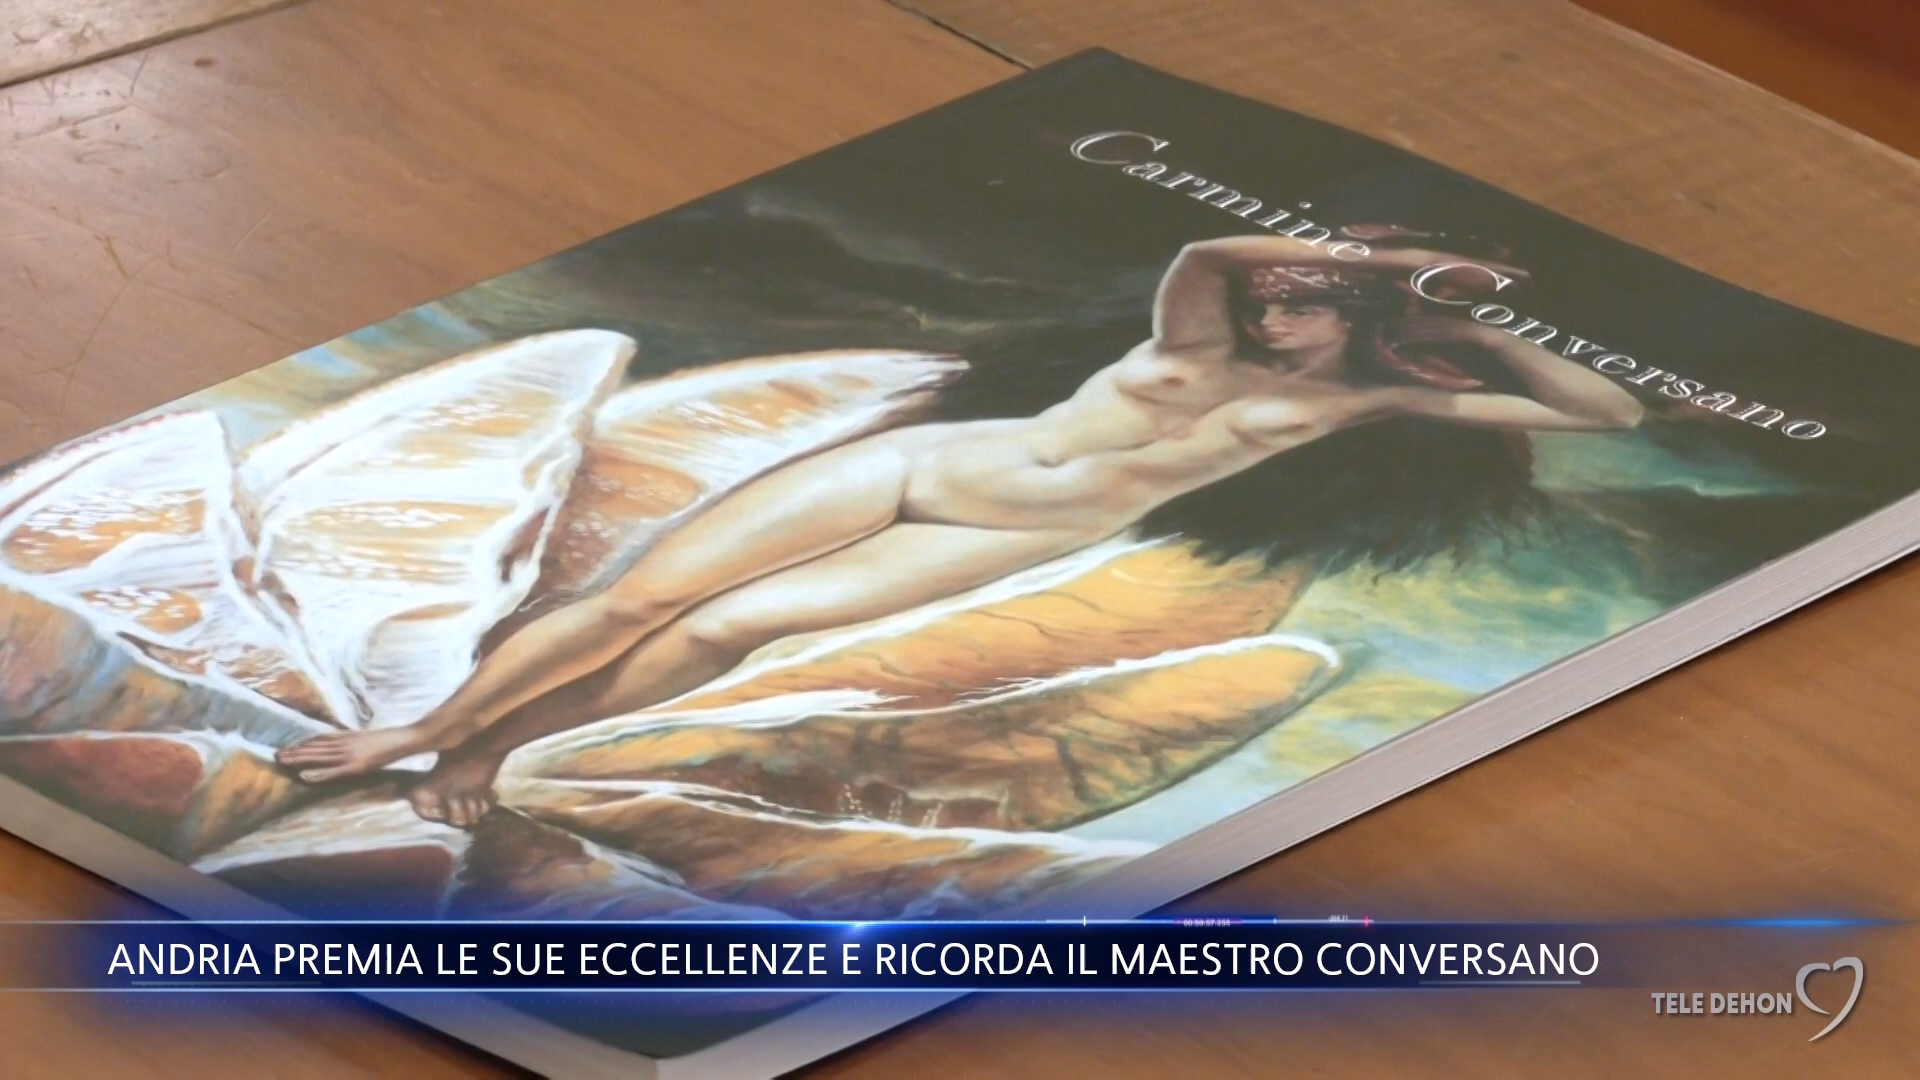 Carmine Conversano
ANDRIA PREMIA LE SUE ECCELLENZE E RICORDA IL MAESTRO CONVERSANO
TELE DEHON